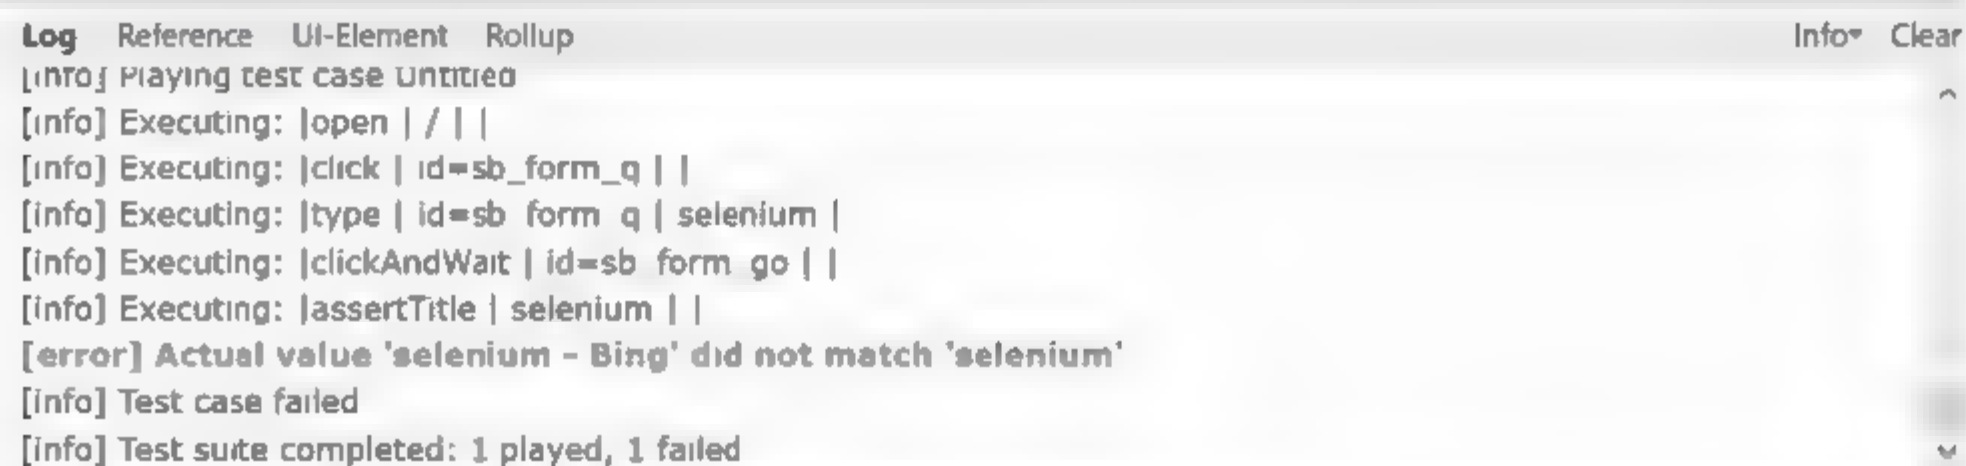 Log Reference UI-Element Rollup Info Clear
[info] Playing test case Untitled
[info] Executing: |open | / | |
[info] Executing: |click | id=sb_form_q | |
[info] Executing: |type | id=sb_form_q | selenium |
[info] Executing: |clickAndWait | id=sb_form_go | |
[info] Executing: |assertTitle | selenium | |
[error] Actual value 'selenium - Bing' did not match 'selenium'
[info] Test case failed
[info] Test suite completed: 1 played, 1 failed